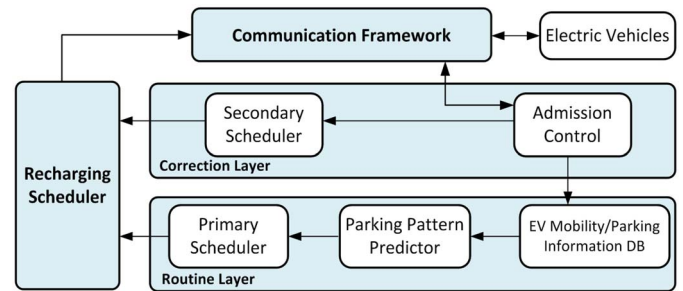 Communication Framework
Electric Vehicles
Secondary
Scheduler
Admission
Control
Correction Layer
Recharging
Scheduler
Primary
Scheduler
Parking Pattern
Predictor
EV Mobility/Parking
Information DB
Routine Layer